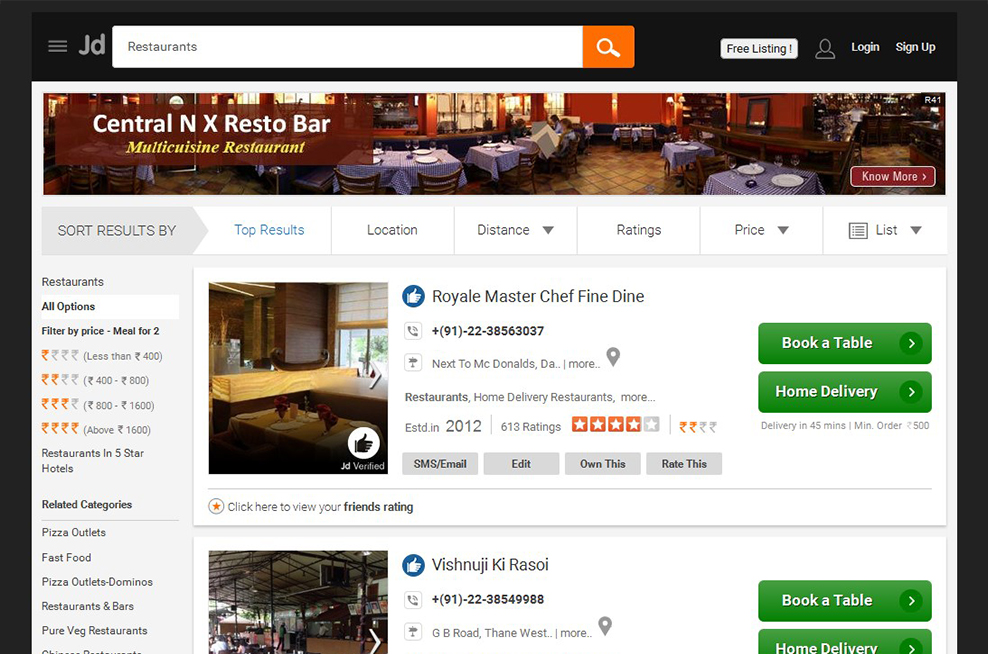 Jd
Restaurants
Free Listing !
Login
Sign Up
R41
Central N X Resto Bar
Multicuisine Restaurant
Know More ›
SORT RESULTS BY
Top Results
Location
Distance
Ratings
Price
List
Restaurants
All Options
Filter by price - Meal for 2
₹₹₹₹ (Less than ₹ 400)
₹₹₹₹ (₹ 400 - ₹ 800)
₹₹₹₹ (₹ 800 - ₹ 1600)
₹₹₹₹ (Above ₹ 1600)
Restaurants In 5 Star
Hotels
Related Categories
Pizza Outlets
Fast Food
Pizza Outlets-Dominos
Restaurants & Bars
Pure Veg Restaurants
Chinese Restaurants
Jd Verified
Royale Master Chef Fine Dine
+(91)-22-38563037
Next To Mc Donalds, Da.. | more..
Restaurants, Home Delivery Restaurants, more...
Estd.in 2012
613 Ratings
₹₹₹₹
SMS/Email
Edit
Own This
Rate This
Book a Table
Home Delivery
Delivery in 45 mins | Min. Order ₹500
Click here to view your friends rating
Vishnuji Ki Rasoi
+(91)-22-38549988
G B Road, Thane West.. | more..
Book a Table
Home Delivery